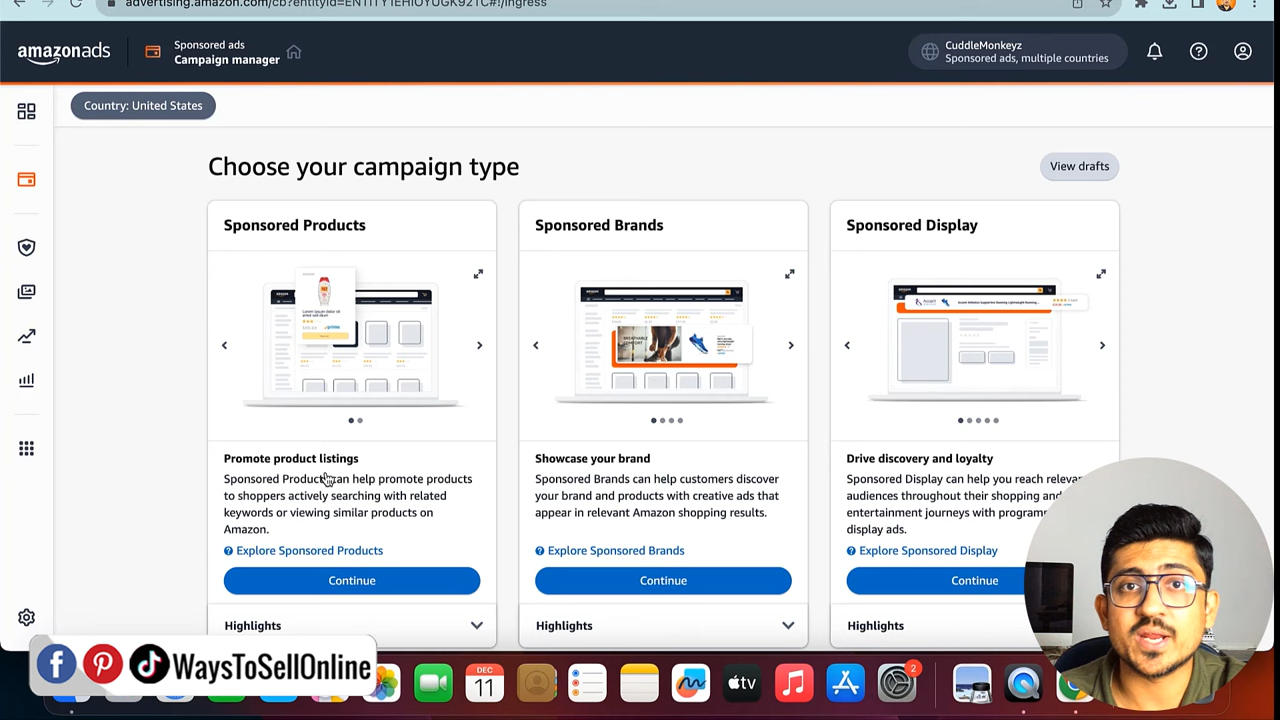 advertising.amazon.com/cb?entityId=ENTITY1EHIOYUGK921C#!/ingress
amazonads
Sponsored ads
Campaign manager
CuddleMonkeyz
Sponsored ads, multiple countries
Country: United States
Choose your campaign type
View drafts
Sponsored Products
Promote product listings
Sponsored Products can help promote products
to shoppers actively searching with related
keywords or viewing similar products on
Amazon.
Explore Sponsored Products
Continue
Highlights
Sponsored Brands
Showcase your brand
Sponsored Brands can help customers discover
your brand and products with creative ads that
appear in relevant Amazon shopping results.
Explore Sponsored Brands
Continue
Highlights
Sponsored Display
Drive discovery and loyalty
Sponsored Display can help you reach
audiences throughout their shopping and
entertainment journeys with
display ads.
Explore Sponsored Display
Continue
Highlights
WaysToSellOnline
DEC
11
tv
2